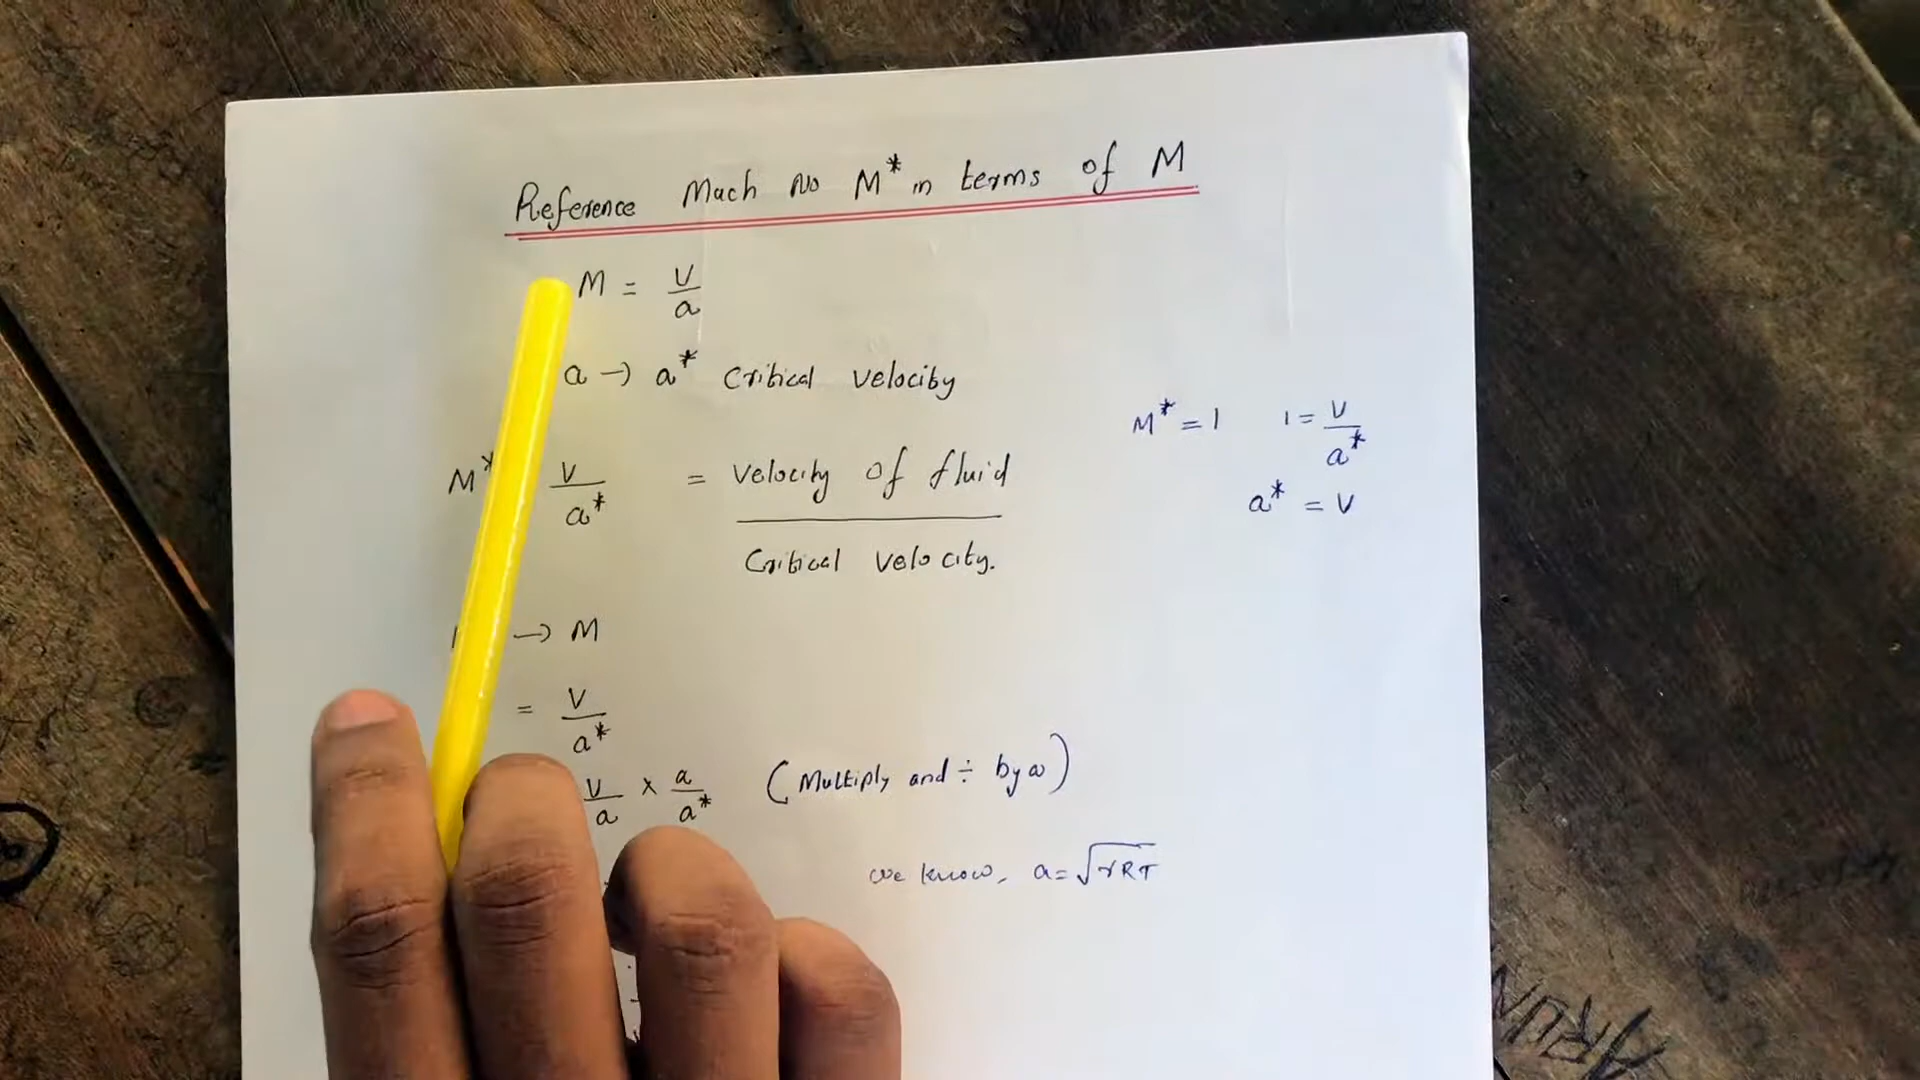 Reference Mach No M* in terms of M
M = V/a
a → a* Critical velocity
M* V/a* = Velocity of fluid / Critical velocity.
M* = 1 1 = V/a*
a* = V
→ M
= V/a*
V/a × a/a* (Multiply and ÷ by a)
we know, a = √γRT
ARUN